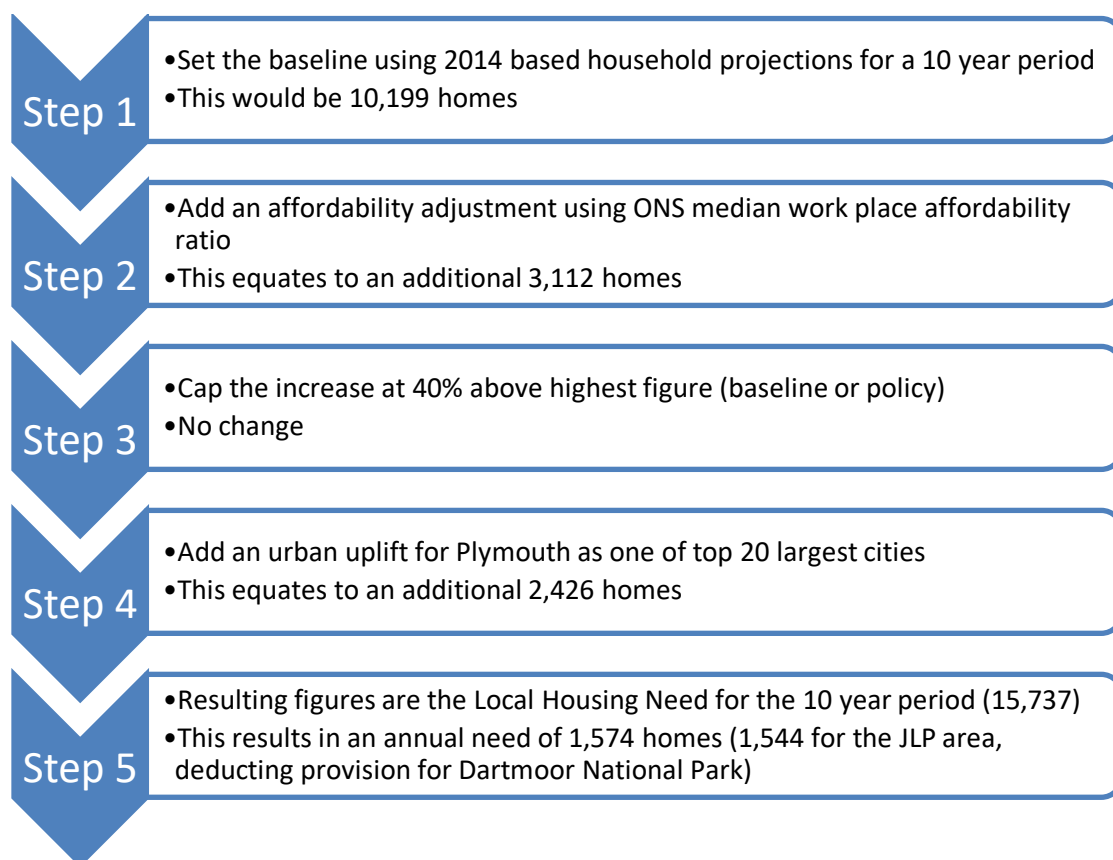 Step 1
•Set the baseline using 2014 based household projections for a 10 year period
•This would be 10,199 homes
Step 2
•Add an affordability adjustment using ONS median work place affordability
ratio
•This equates to an additional 3,112 homes
Step 3
•Cap the increase at 40% above highest figure (baseline or policy)
•No change
Step 4
•Add an urban uplift for Plymouth as one of top 20 largest cities
•This equates to an additional 2,426 homes
Step 5
•Resulting figures are the Local Housing Need for the 10 year period (15,737)
•This results in an annual need of 1,574 homes (1,544 for the JLP area,
deducting provision for Dartmoor National Park)